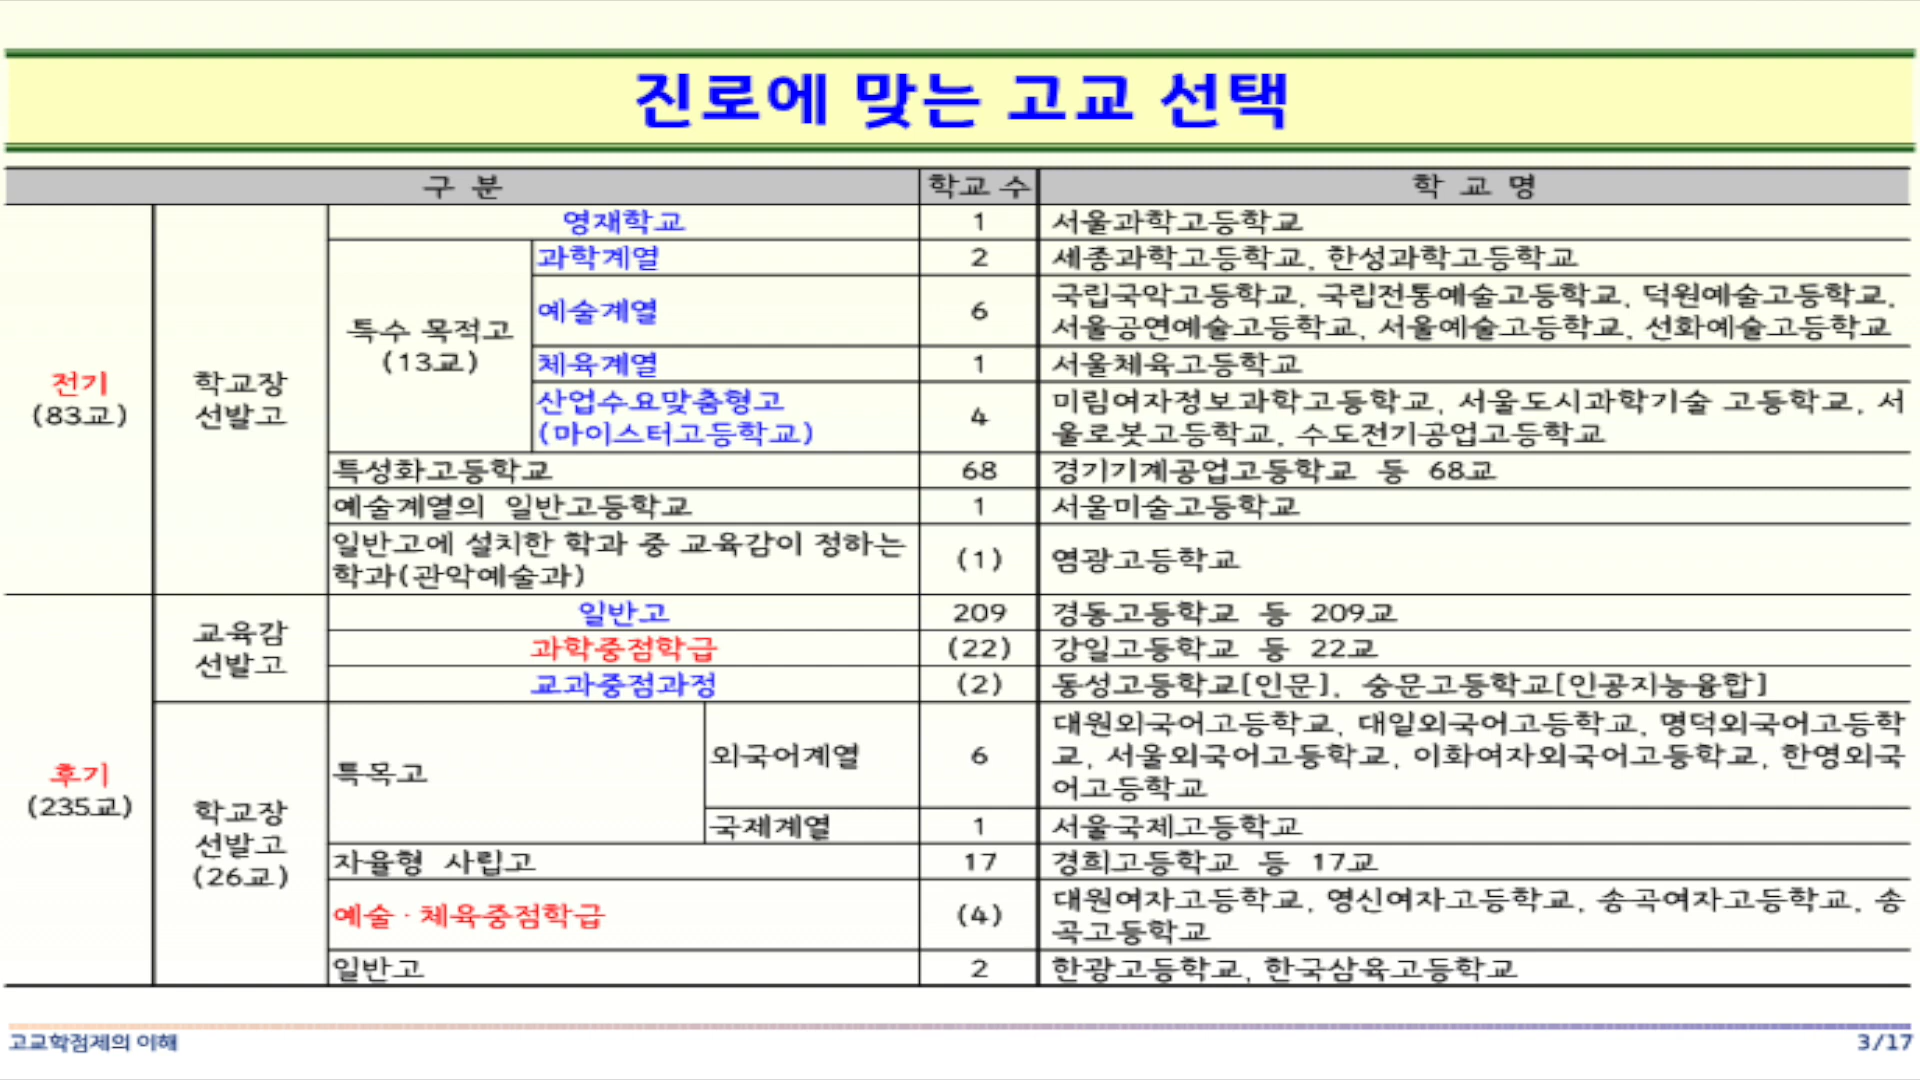 진로에 맞는 고교 선택
구 분 학교 수 학 교 명
전기
(83교)
학교장
선발고
영재학교 1 서울과학고등학교
특수 목적고
(13교)
과학계열 2 세종과학고등학교, 한성과학고등학교
예술계열 6 국립국악고등학교, 국립전통예술고등학교, 덕원예술고등학교,
서울공연예술고등학교, 서울예술고등학교, 선화예술고등학교
체육계열 1 서울체육고등학교
산업수요맞춤형고
(마이스터고등학교)
4
미림여자정보과학고등학교, 서울도시과학기술 고등학교, 서
울로봇고등학교, 수도전기공업고등학교
특성화고등학교 68 경기기계공업고등학교 등 68교
예술계열의 일반고등학교 1 서울미술고등학교
일반고에 설치한 학과 중 교육감이 정하는
학과(관악예술과)
(1) 염광고등학교
후기
(235교)
교육감
선발고
일반고 209 경동고등학교 등 209교
과학중점학급 (22) 강일고등학교 등 22교
교과중점과정 (2) 동성고등학교[인문], 숭문고등학교[인공지능융합]
학교장
선발고
(26교)
특목고
외국어계열 6 대원외국어고등학교, 대일외국어고등학교, 명덕외국어고등학
교, 서울외국어고등학교, 이화여자외국어고등학교, 한영외국
어고등학교
국제계열 1 서울국제고등학교
자율형 사립고 17 경희고등학교 등 17교
예술·체육중점학급 (4) 대원여자고등학교, 영신여자고등학교, 송곡여자고등학교, 송
곡고등학교
일반고 2 한광고등학교, 한국삼육고등학교
고교학점제의 이해
3/17